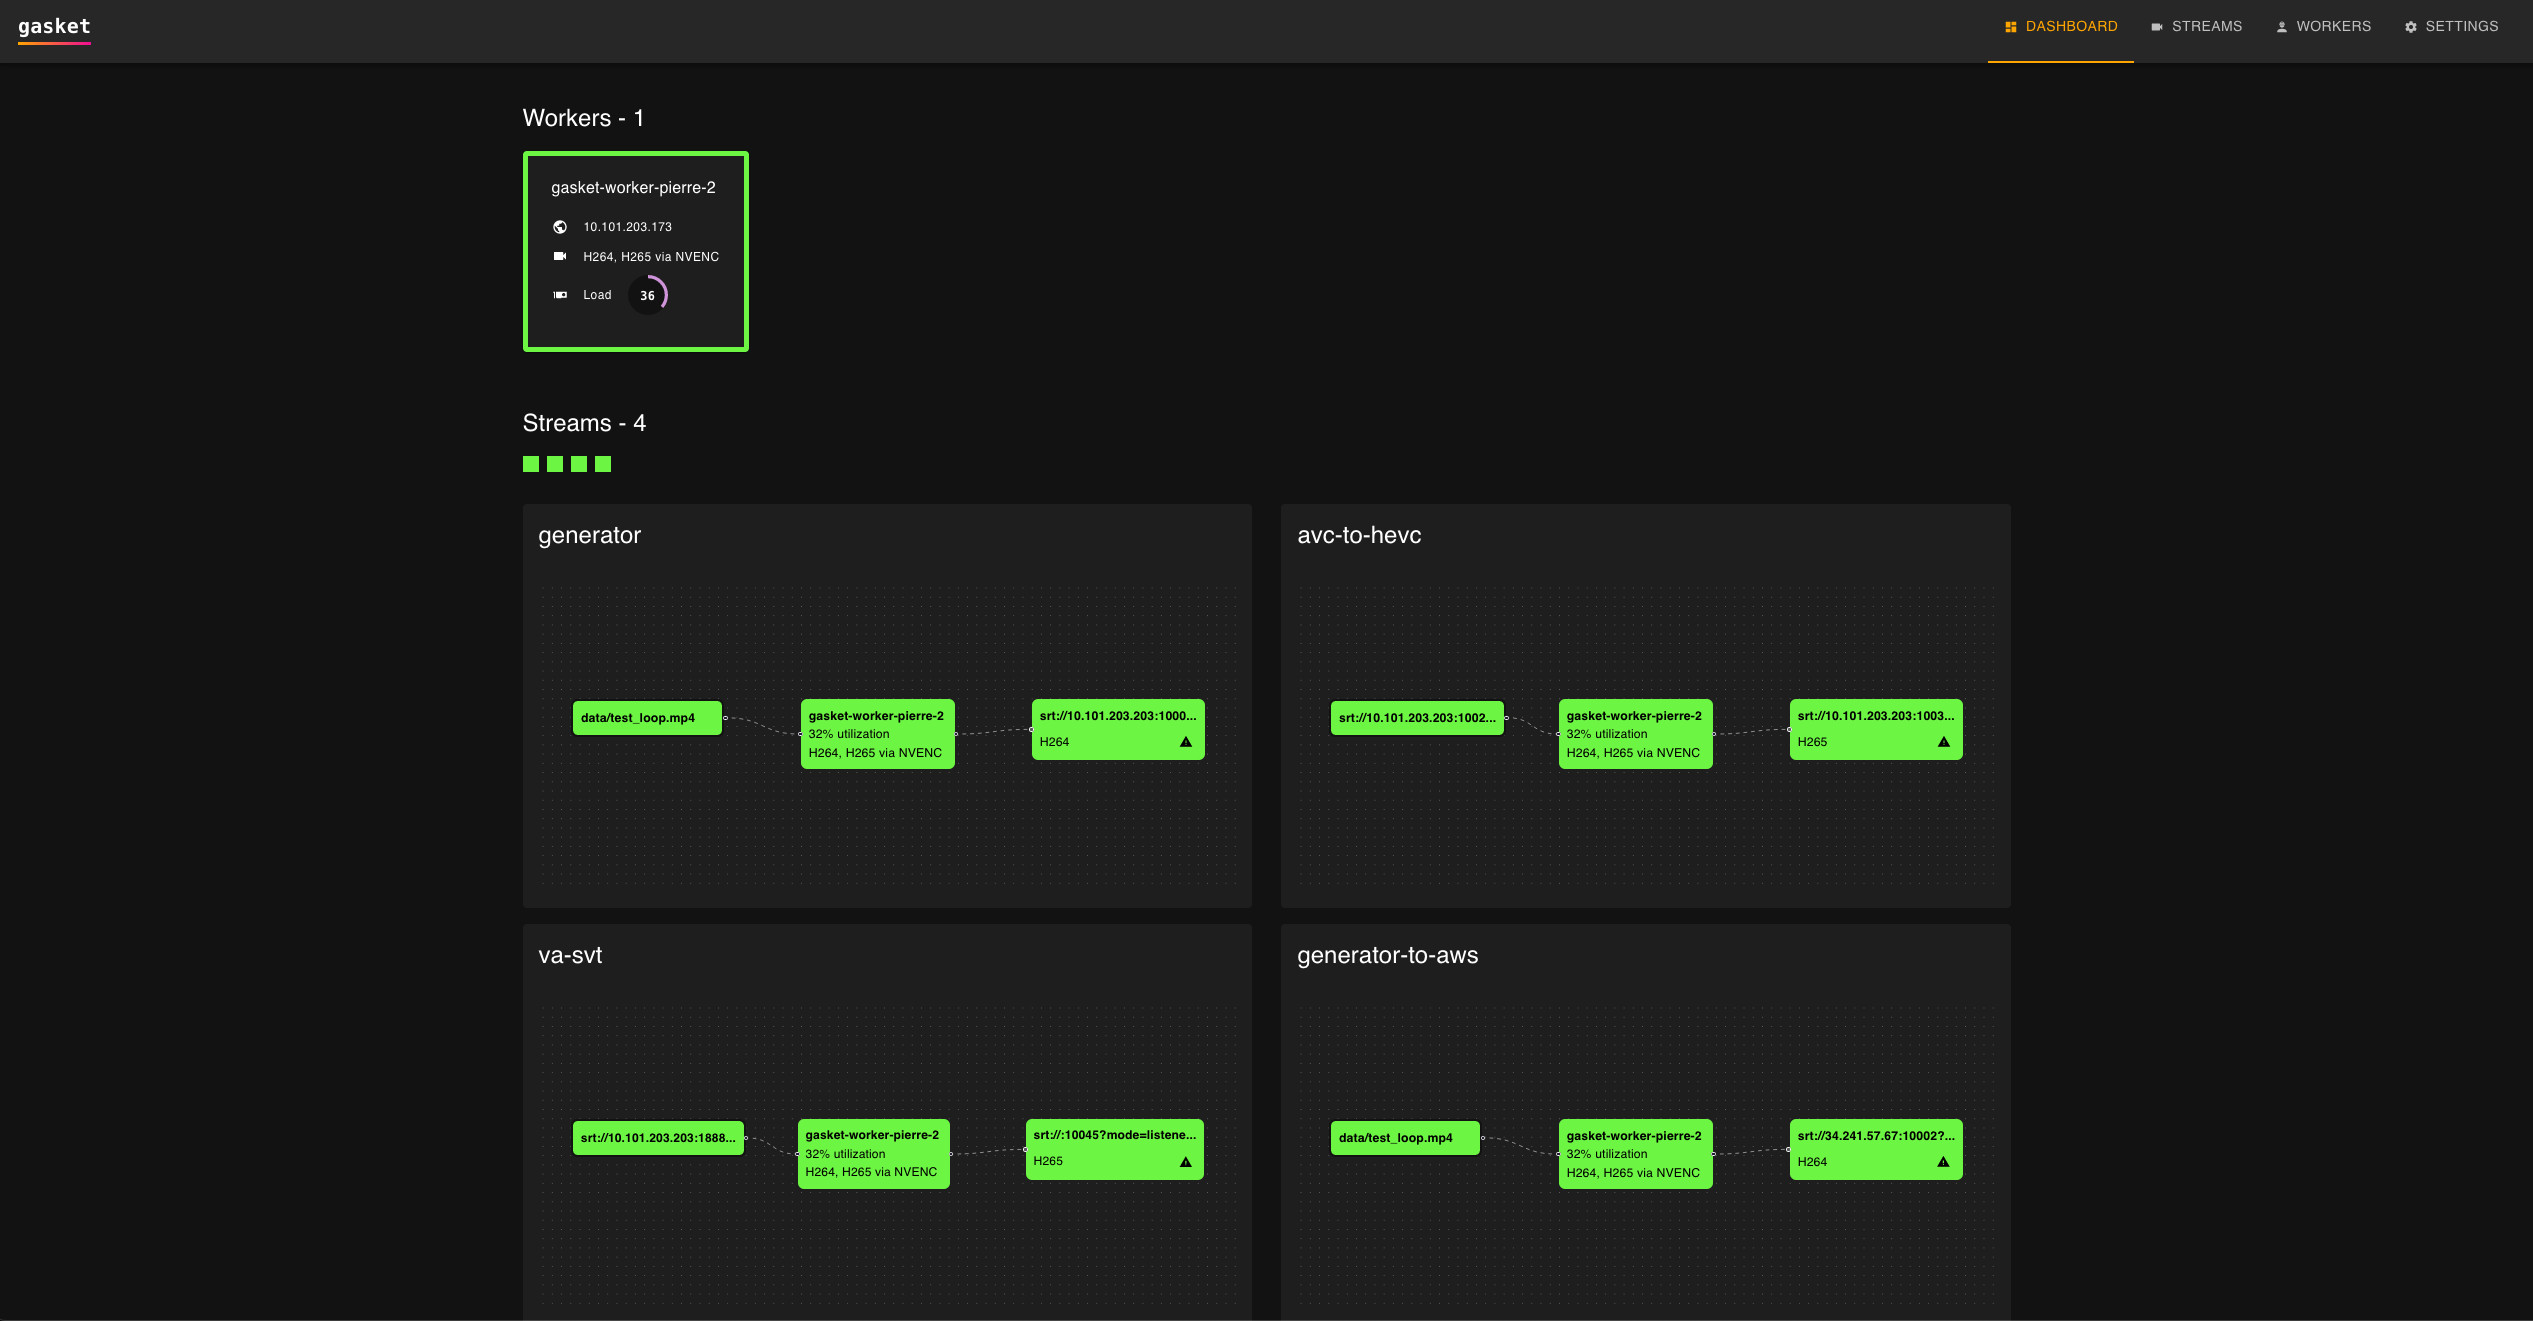 gasket
DASHBOARD
STREAMS
WORKERS
SETTINGS
Workers - 1
gasket-worker-pierre-2
10.101.203.173
H264, H265 via NVENC
Load
36
Streams - 4
generator
data/test_loop.mp4
gasket-worker-pierre-2
32% utilization
H264, H265 via NVENC
srt://10.101.203.203:1000...
H264
avc-to-hevc
srt://10.101.203.203:1002...
gasket-worker-pierre-2
32% utilization
H264, H265 via NVENC
srt://10.101.203.203:1003...
H265
va-svt
srt://10.101.203.203:1888...
gasket-worker-pierre-2
32% utilization
H264, H265 via NVENC
srt://:10045?mode=listene...
H265
generator-to-aws
data/test_loop.mp4
gasket-worker-pierre-2
32% utilization
H264, H265 via NVENC
srt://34.241.57.67:10002?...
H264